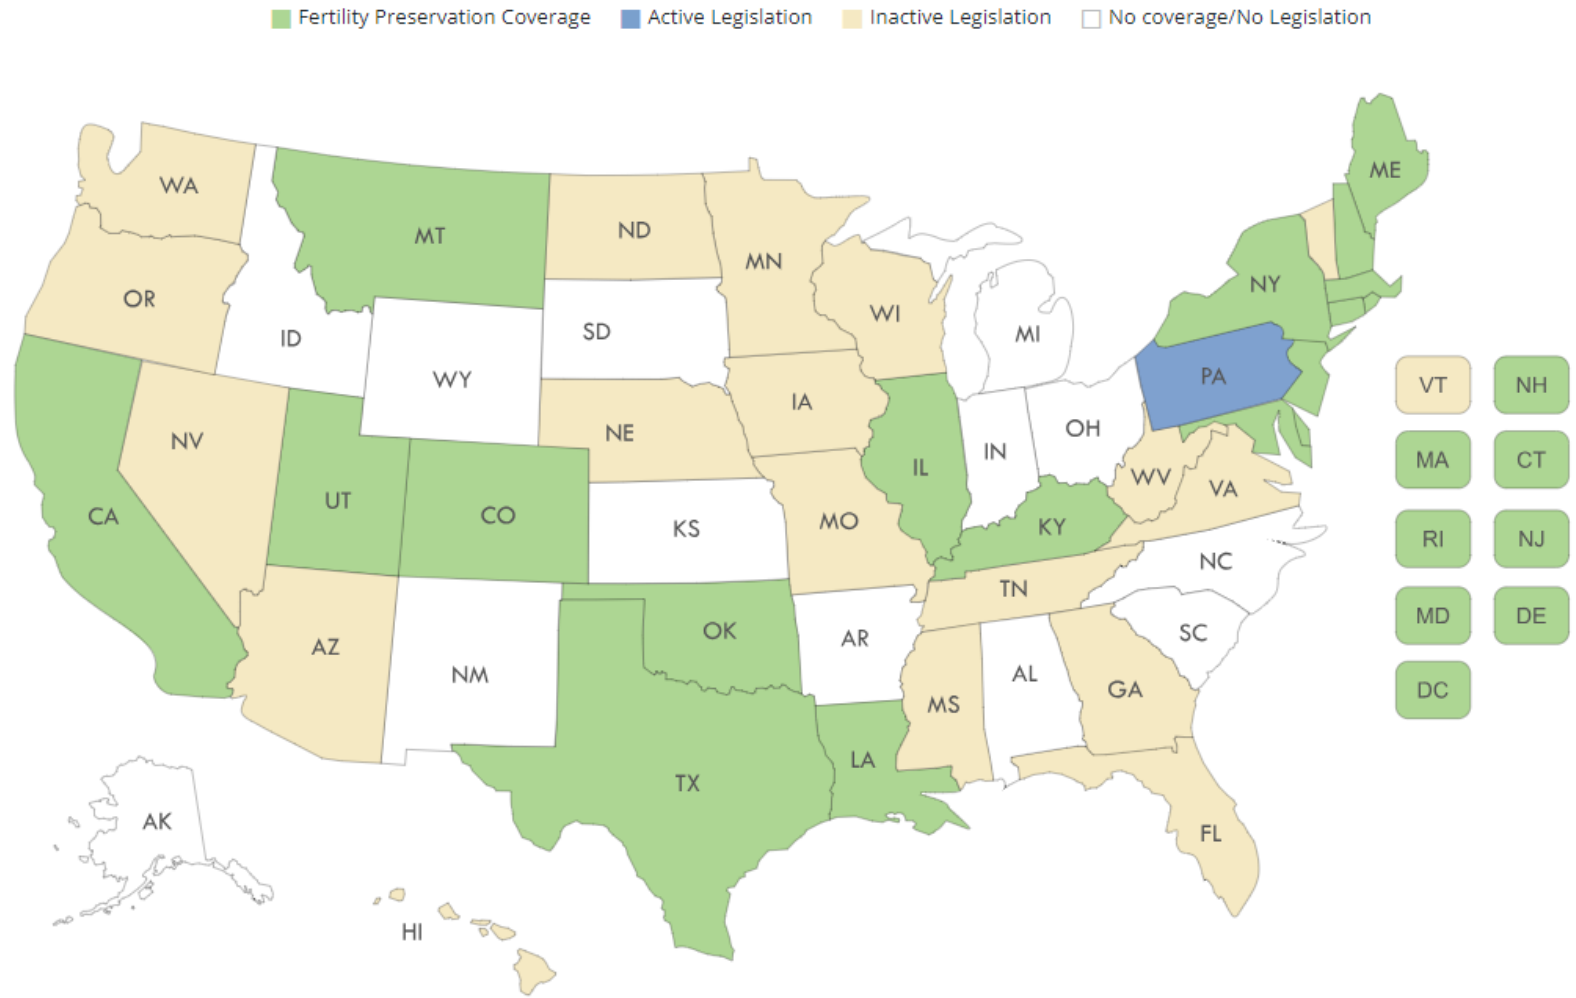 Fertility Preservation Coverage Active Legislation Inactive Legislation No coverage/No Legislation
ME
WA
MT
ND
MN
NY
OR
WI
SD
MI
ID
WY
PA
VT
NH
IA
NE
NV
OH
IN
IL
MA
CT
WV
VA
UT
CO
CA
KS
MO
KY
RI
NJ
NC
TN
AZ
OK
AR
SC
MD
DE
NM
AL
GA
DC
MS
LA
TX
AK
FL
HI